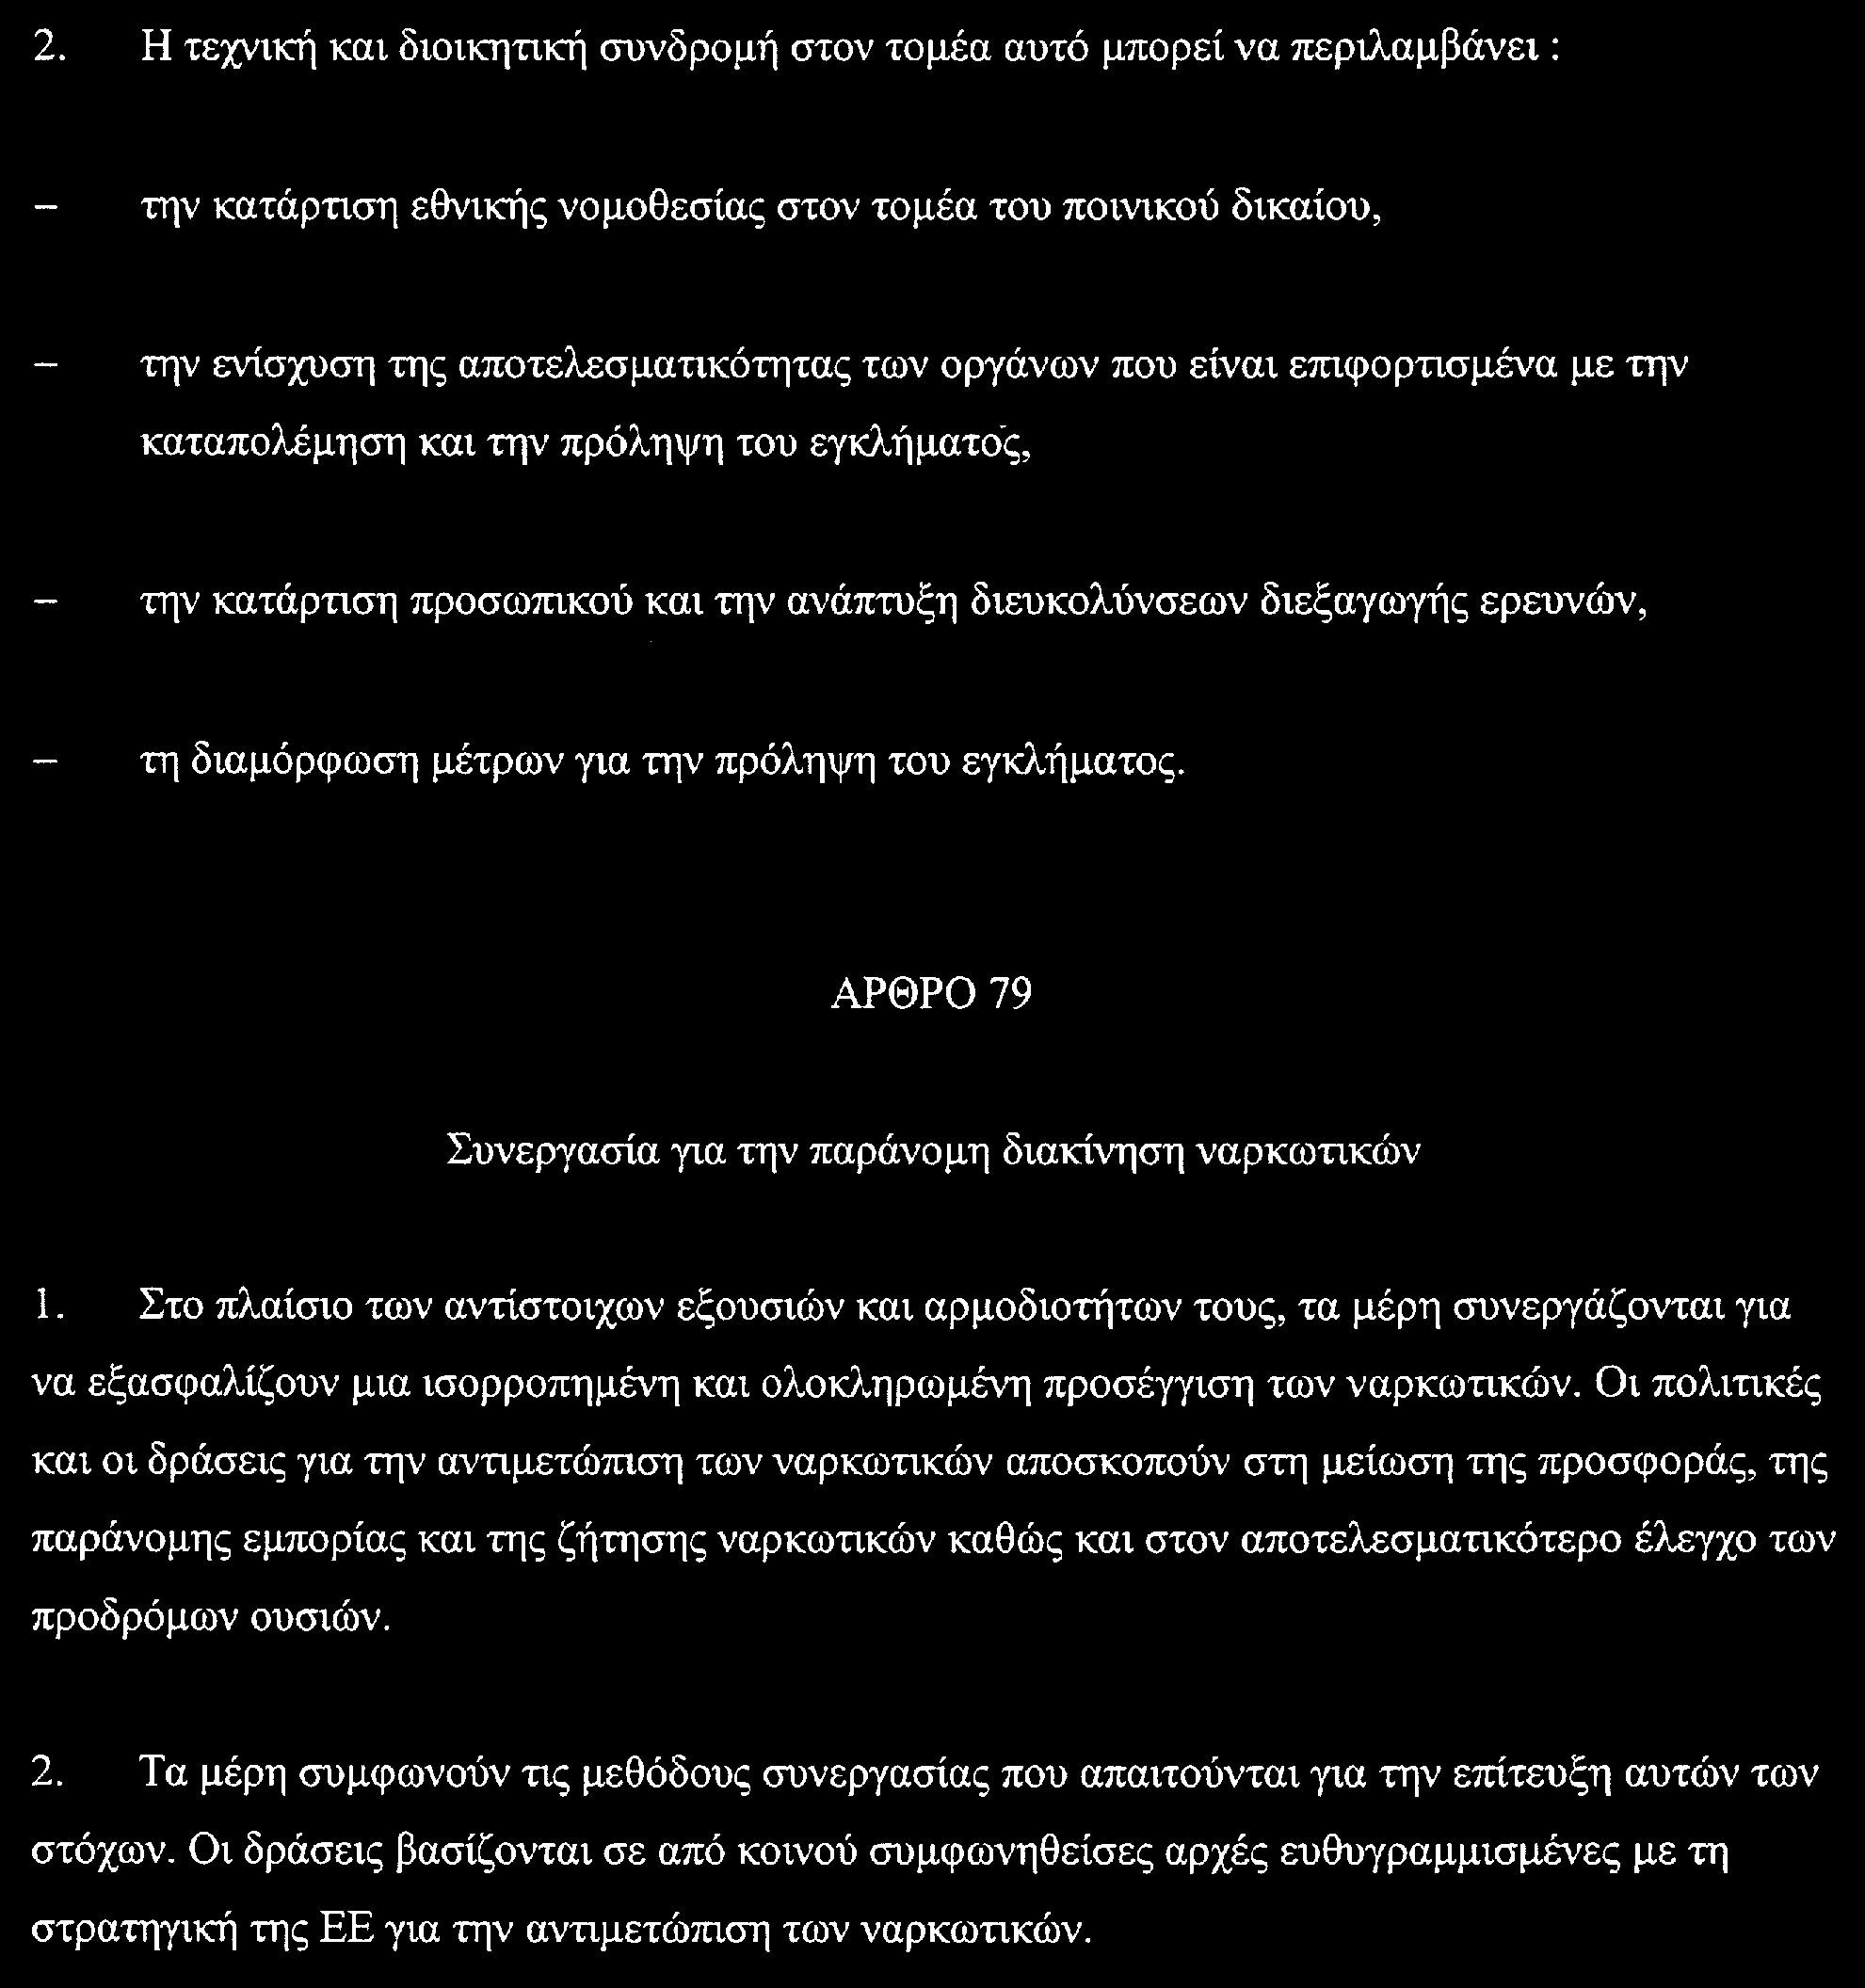 2. Η τεχνική και διοικητική συνδρομή στον τομέα αυτό μπορεί να περιλαμβάνει :
– την κατάρτιση εθνικής νομοθεσίας στον τομέα του ποινικού δικαίου,
– την ενίσχυση της αποτελεσματικότητας των οργάνων που είναι επιφορτισμένα με την
καταπολέμηση και την πρόληψη του εγκλήματος,
– την κατάρτιση προσωπικού και την ανάπτυξη διευκολύνσεων διεξαγωγής ερευνών,
– τη διαμόρφωση μέτρων για την πρόληψη του εγκλήματος.
ΑΡΘΡΟ 79
Συνεργασία για την παράνομη διακίνηση ναρκωτικών
1. Στο πλαίσιο των αντίστοιχων εξουσιών και αρμοδιοτήτων τους, τα μέρη συνεργάζονται για
να εξασφαλίζουν μια ισορροπημένη και ολοκληρωμένη προσέγγιση των ναρκωτικών. Οι πολιτικές
και οι δράσεις για την αντιμετώπιση των ναρκωτικών αποσκοπούν στη μείωση της προσφοράς, της
παράνομης εμπορίας και της ζήτησης ναρκωτικών καθώς και στον αποτελεσματικότερο έλεγχο των
προδρόμων ουσιών.
2. Τα μέρη συμφωνούν τις μεθόδους συνεργασίας που απαιτούνται για την επίτευξη αυτών των
στόχων. Οι δράσεις βασίζονται σε από κοινού συμφωνηθείσες αρχές ευθυγραμμισμένες με τη
στρατηγική της ΕΕ για την αντιμετώπιση των ναρκωτικών.